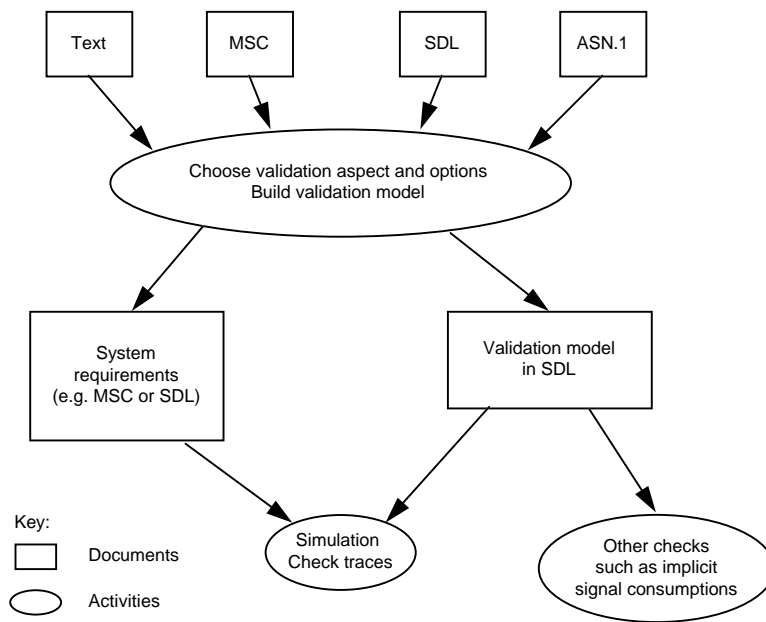 Text
MSC
SDL
ASN.1
Choose validation aspect and options
Build validation model
System
requirements
(e.g. MSC or SDL)
Validation model
in SDL
Simulation
Check traces
Other checks
such as implicit
signal consumptions
Key:
Documents
Activities